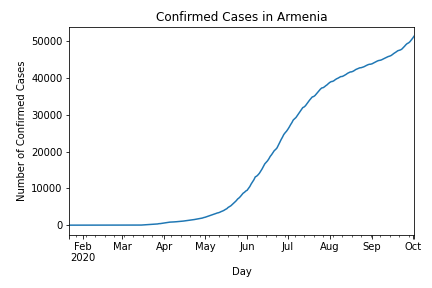 Confirmed Cases in Armenia
Number of Confirmed Cases
50000
40000
30000
20000
10000
0
Feb Mar Apr May Jun Jul Aug Sep Oct
2020
Day